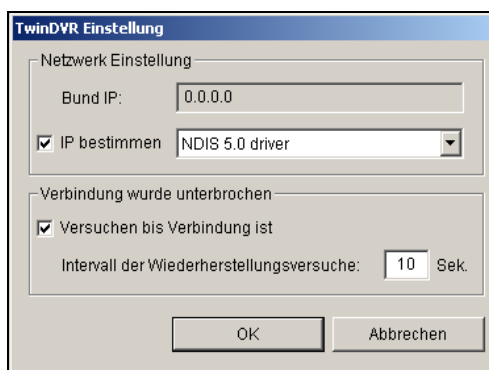 TwinDVR Einstellung
Netzwerk Einstellung
Bund IP: 0.0.0.0
IP bestimmen NDIS 5.0 driver
Verbindung wurde unterbrochen
Versuchen bis Verbindung ist
Intervall der Wiederherstellungsversuche: 10 Sek.
OK Abbrechen